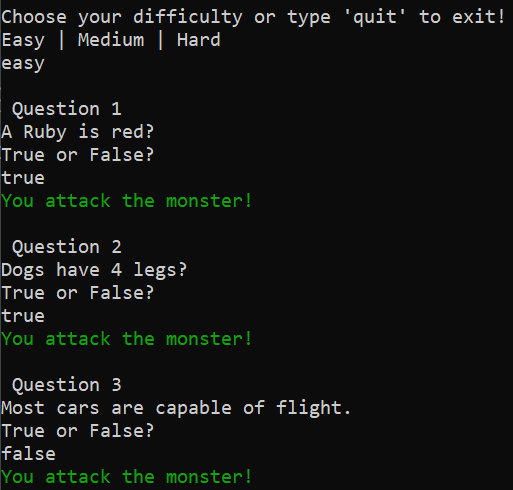 Choose your difficulty or type 'quit' to exit!
Easy | Medium | Hard
easy
Question 1
A Ruby is red?
True or False?
true
You attack the monster!
Question 2
Dogs have 4 legs?
True or False?
true
You attack the monster!
Question 3
Most cars are capable of flight.
True or False?
false
You attack the monster!